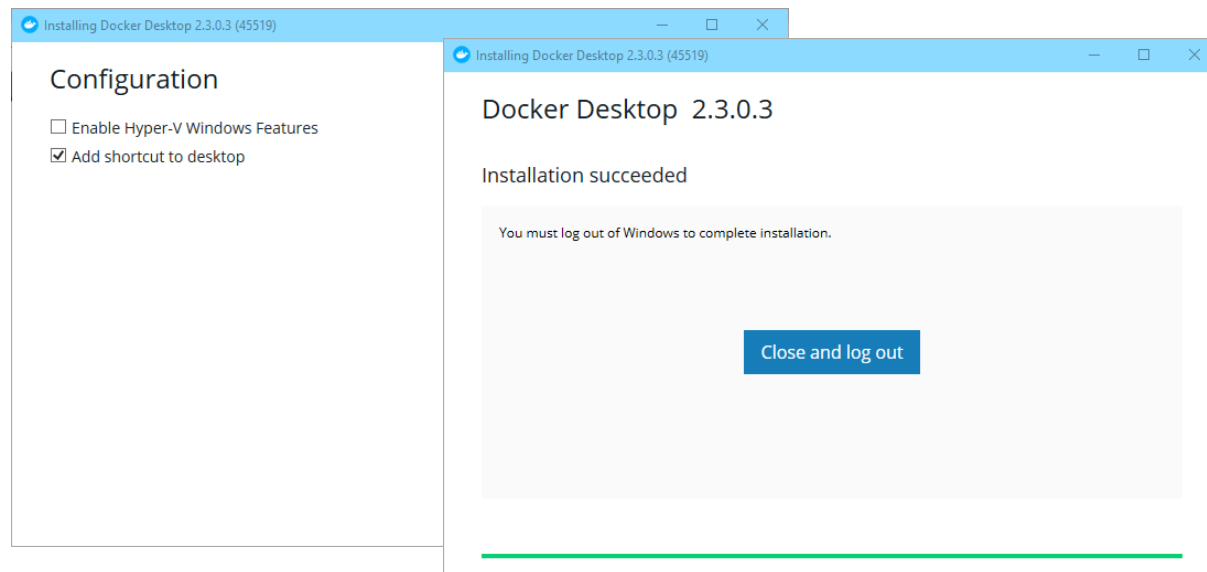 Installing Docker Desktop 2.3.0.3 (45519)
Configuration
Enable Hyper-V Windows Features
Add shortcut to desktop
Installing Docker Desktop 2.3.0.3 (45519)
Docker Desktop 2.3.0.3
Installation succeeded
You must log out of Windows to complete installation.
Close and log out